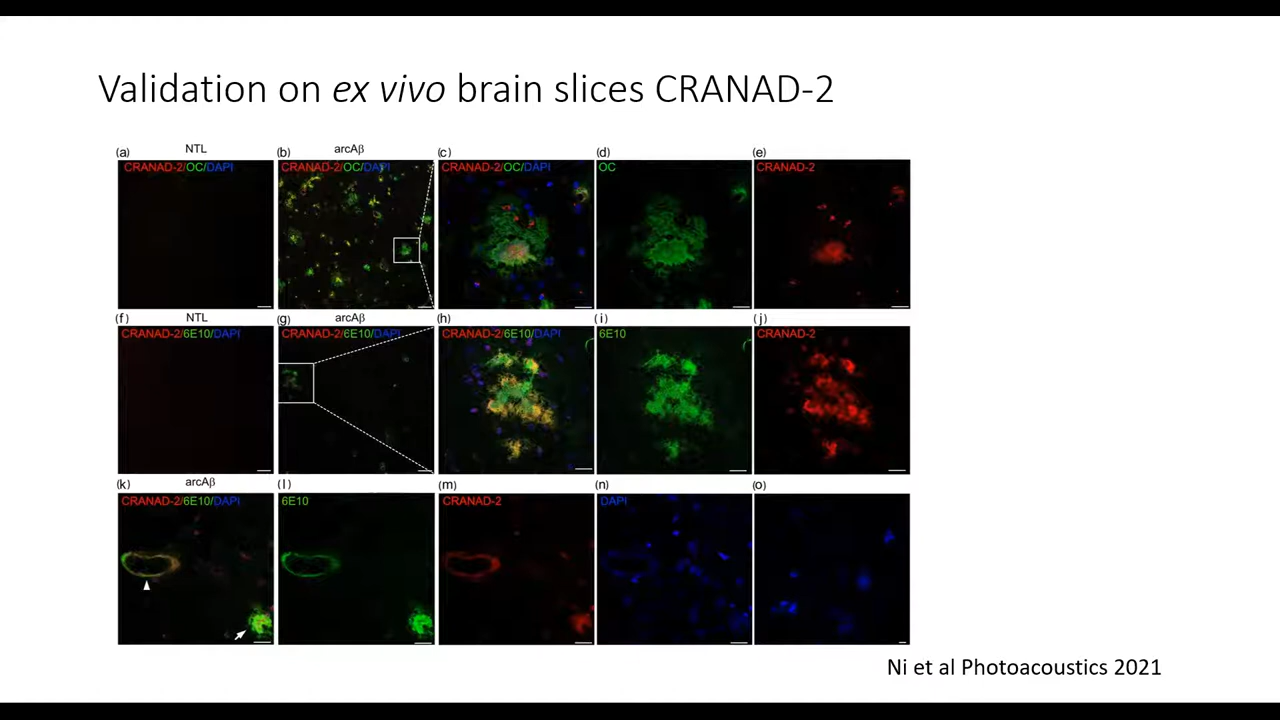 Validation on ex vivo brain slices CRANAD-2
(a) NTL (b) arcAβ (c) (d) (e)
CRANAD-2/OC/DAPI CRANAD-2/OC/DAPI CRANAD-2/OC/DAPI OC CRANAD-2
(f) NTL (g) arcAβ (h) (i) (j)
CRANAD-2/6E10/DAPI CRANAD-2/6E10/DAPI CRANAD-2/6E10/DAPI 6E10 CRANAD-2
(k) arcAβ (l) (m) (n) (o)
CRANAD-2/6E10/DAPI 6E10 CRANAD-2 DAPI
Ni et al Photoacoustics 2021